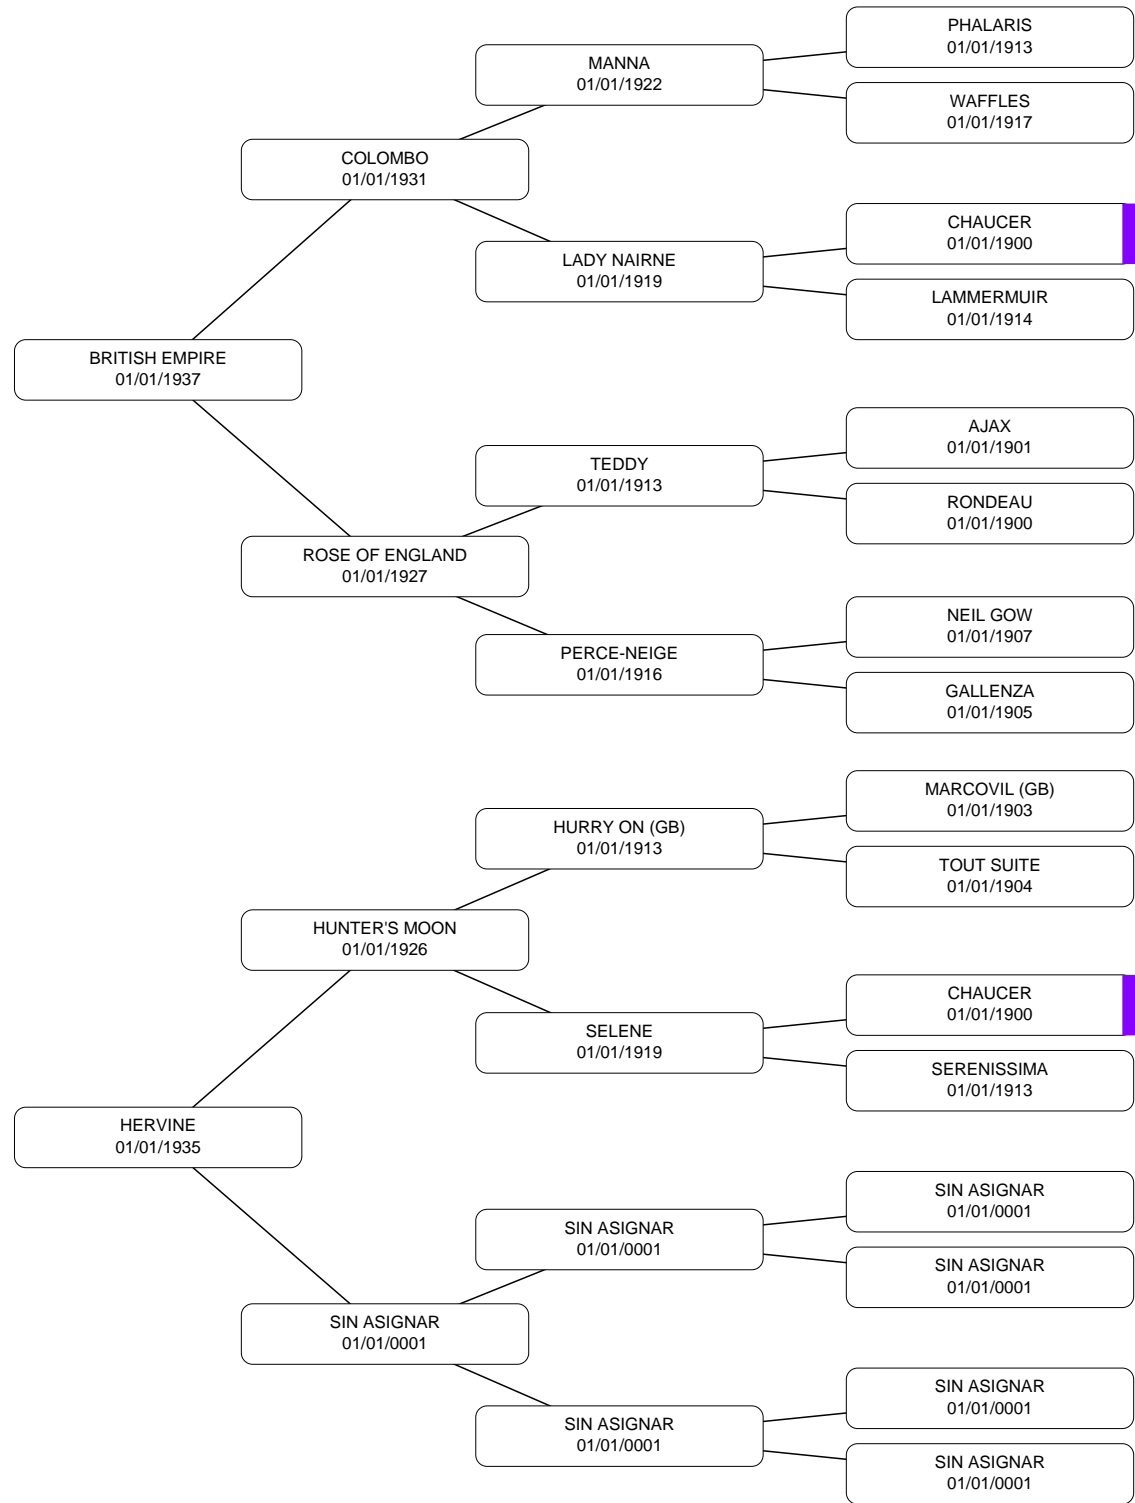 PHALARIS
01/01/1913
MANNA
01/01/1922
WAFFLES
01/01/1917
COLOMBO
01/01/1931
CHAUCER
01/01/1900
LADY NAIRNE
01/01/1919
LAMMERMUIR
01/01/1914
BRITISH EMPIRE
01/01/1937
AJAX
01/01/1901
TEDDY
01/01/1913
RONDEAU
01/01/1900
ROSE OF ENGLAND
01/01/1927
NEIL GOW
01/01/1907
PERCE-NEIGE
01/01/1916
GALLENZA
01/01/1905
MARCOVIL (GB)
01/01/1903
HURRY ON (GB)
01/01/1913
TOUT SUITE
01/01/1904
HUNTER'S MOON
01/01/1926
CHAUCER
01/01/1900
SELENE
01/01/1919
SERENISSIMA
01/01/1913
HERVINE
01/01/1935
SIN ASIGNAR
01/01/0001
SIN ASIGNAR
01/01/0001
SIN ASIGNAR
01/01/0001
SIN ASIGNAR
01/01/0001
SIN ASIGNAR
01/01/0001
SIN ASIGNAR
01/01/0001
SIN ASIGNAR
01/01/0001